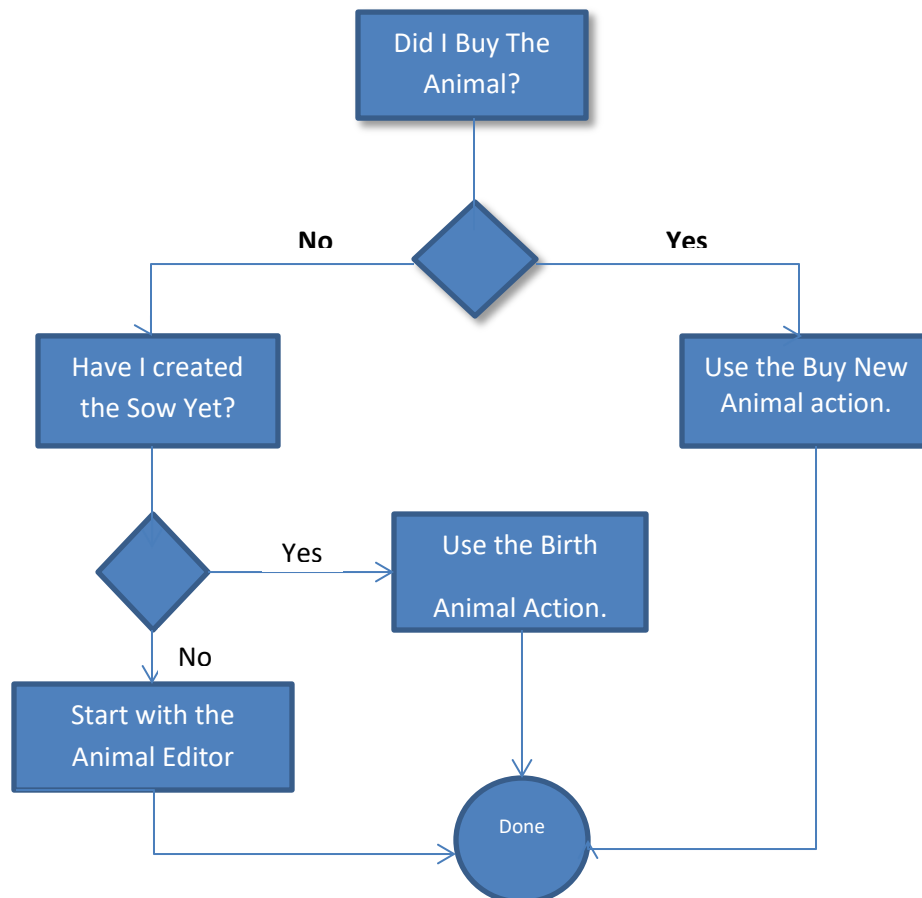 Did I Buy The
Animal?
No
Yes
Have I created
the Sow Yet?
Use the Buy New
Animal action.
Yes
Use the Birth
Animal Action.
No
Start with the
Animal Editor
Done